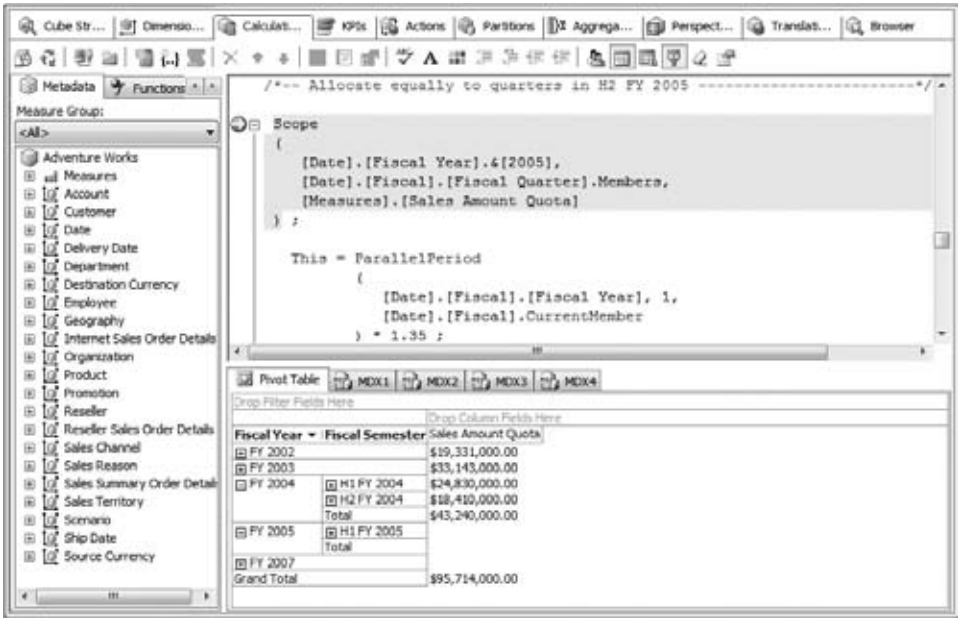 Cube Str... Dimensio... Calculati... KPIs Actions Partitions Aggrega... Perspect... Translati... Browser
Metadata Functions
Measure Group:
<All>
Adventure Works
Measures
Account
Customer
Date
Delivery Date
Department
Destination Currency
Employee
Geography
Internet Sales Order Details
Organization
Product
Promotion
Reseller
Reseller Sales Order Details
Sales Channel
Sales Reason
Sales Summary Order Detail
Sales Territory
Scenario
Ship Date
Source Currency
/*-- Allocate equally to quarters in H2 FY 2005 -------------------------*/
Scope
(
[Date].[Fiscal Year].&[2005],
[Date].[Fiscal].[Fiscal Quarter].Members,
[Measures].[Sales Amount Quota]
) ;
This = ParallelPeriod
(
[Date].[Fiscal].[Fiscal Year], 1,
[Date].[Fiscal].CurrentMember
) * 1.35 ;
Pivot Table MDX1 MDX2 MDX3 MDX4
Drop Filter Fields Here
Drop Column Fields Here
Fiscal Year Fiscal Semester Sales Amount Quota
FY 2002 $19,331,000.00
FY 2003 $33,143,000.00
FY 2004 H1 FY 2004 $24,830,000.00
H2 FY 2004 $18,410,000.00
Total $43,240,000.00
FY 2005 H1 FY 2005
Total
FY 2007
Grand Total $95,714,000.00